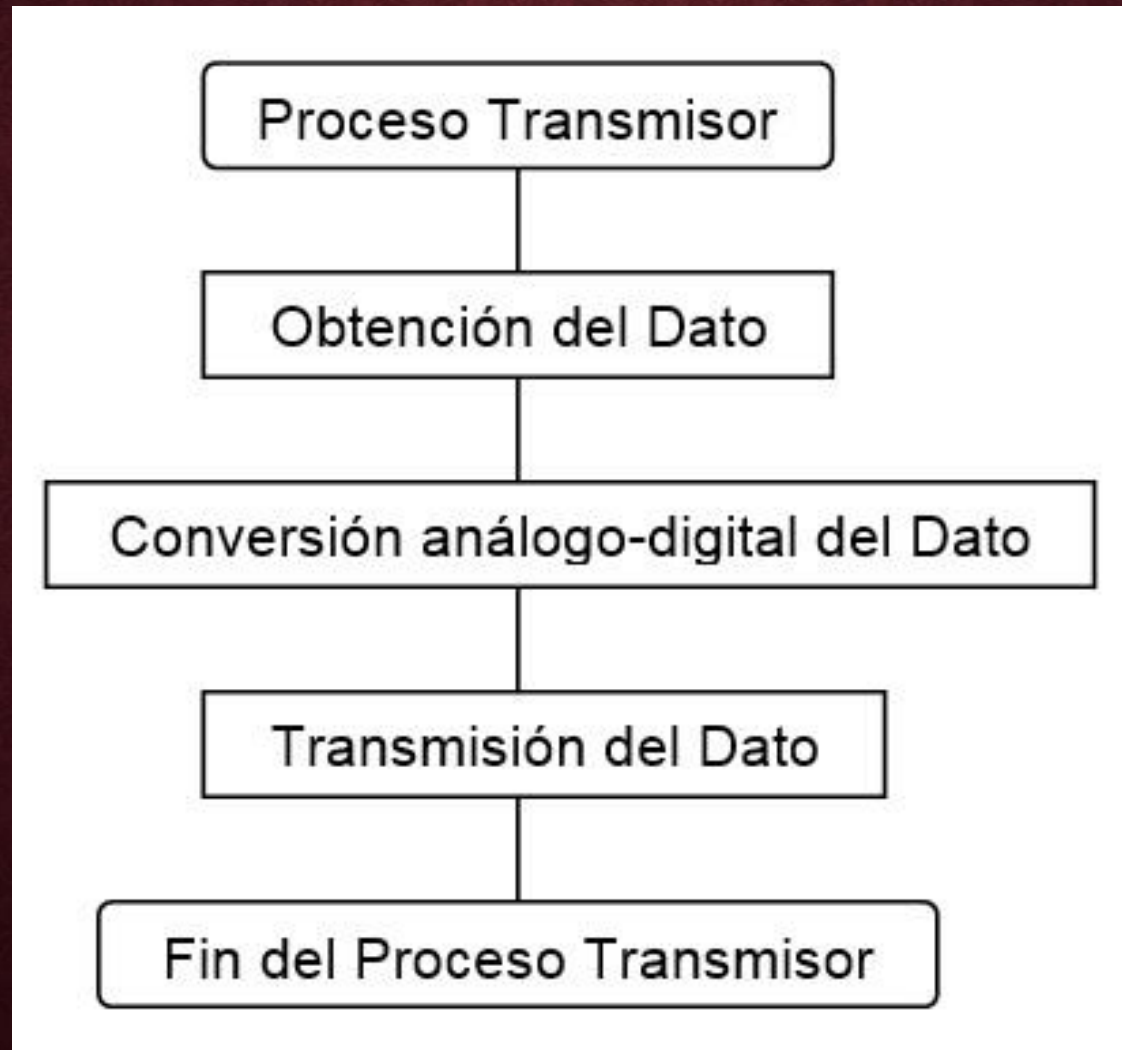 Proceso Transmisor
Obtención del Dato
Conversión análogo-digital del Dato
Transmisión del Dato
Fin del Proceso Transmisor